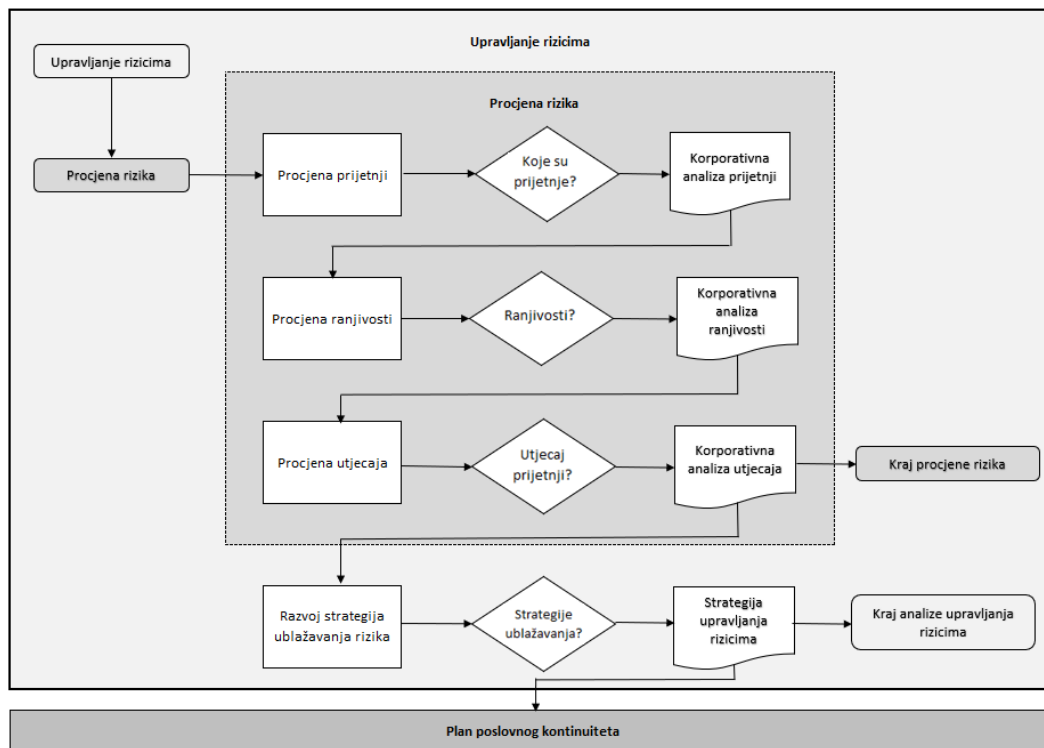 Upravljanje rizicima
Upravljanje rizicima
Procjena rizika
Procjena rizika
Procjena prijetnji
Koje su
prijetnje?
Korporativna
analiza prijetnji
Procjena ranjivosti
Ranjivosti?
Korporativna
analiza
ranjivosti
Procjena utjecaja
Utjecaj
prijetnji?
Korporativna
analiza utjecaja
Kraj procjene rizika
Razvoj strategija
ublažavanja rizika
Strategije
ublažavanja?
Strategija
upravljanja
rizicima
Kraj analize upravljanja
rizicima
Plan poslovnog kontinuiteta